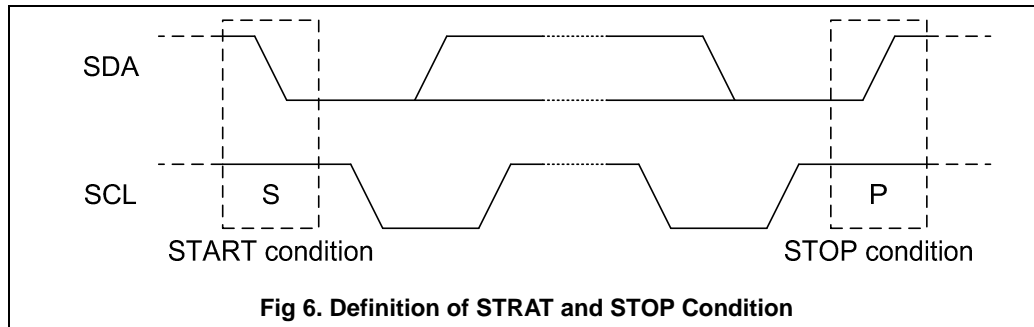 SDA
SCL
S
P
START condition
STOP condition
Fig 6. Definition of STRAT and STOP Condition